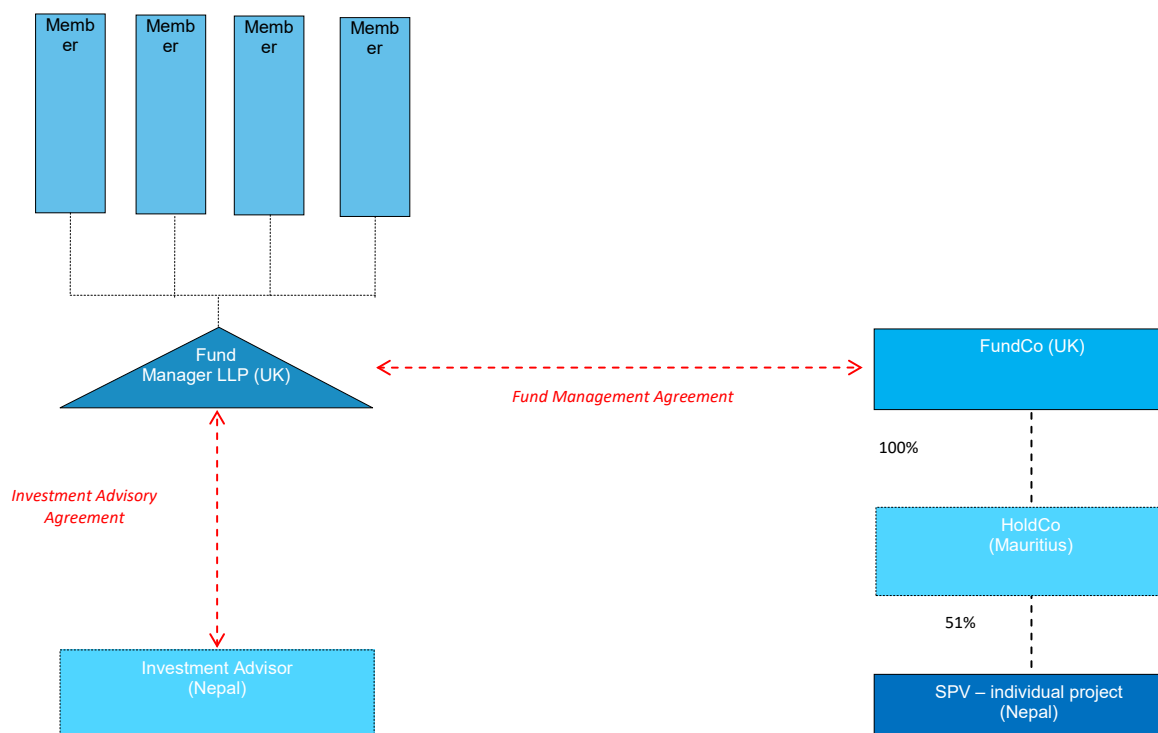 Memb
er
Memb
er
Memb
er
Memb
er
Fund
Manager LLP (UK)
FundCo (UK)
Fund Management Agreement
100%
Investment Advisory
Agreement
HoldCo
(Mauritius)
51%
Investment Advisor
(Nepal)
SPV – individual project
(Nepal)